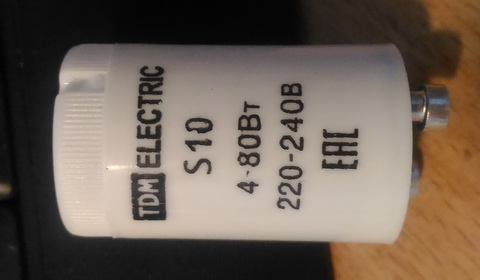 TDM ELECTRIC
S10
4-80Вт
220-240В
EAC